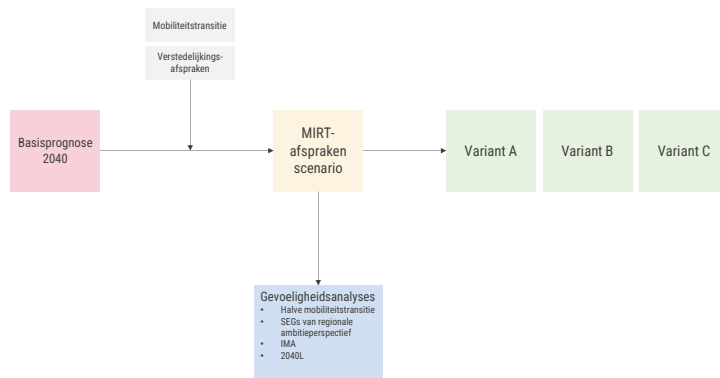 Mobiliteitstransitie
Verstedelijkings-
afspraken
Basisprognose
2040
MIRT-
afspraken
scenario
Variant A
Variant B
Variant C
Gevoeligheidsanalyses
• Halve mobiliteitstransitie
• SEGs van regionale
ambitieperspectief
• IMA
• 2040L